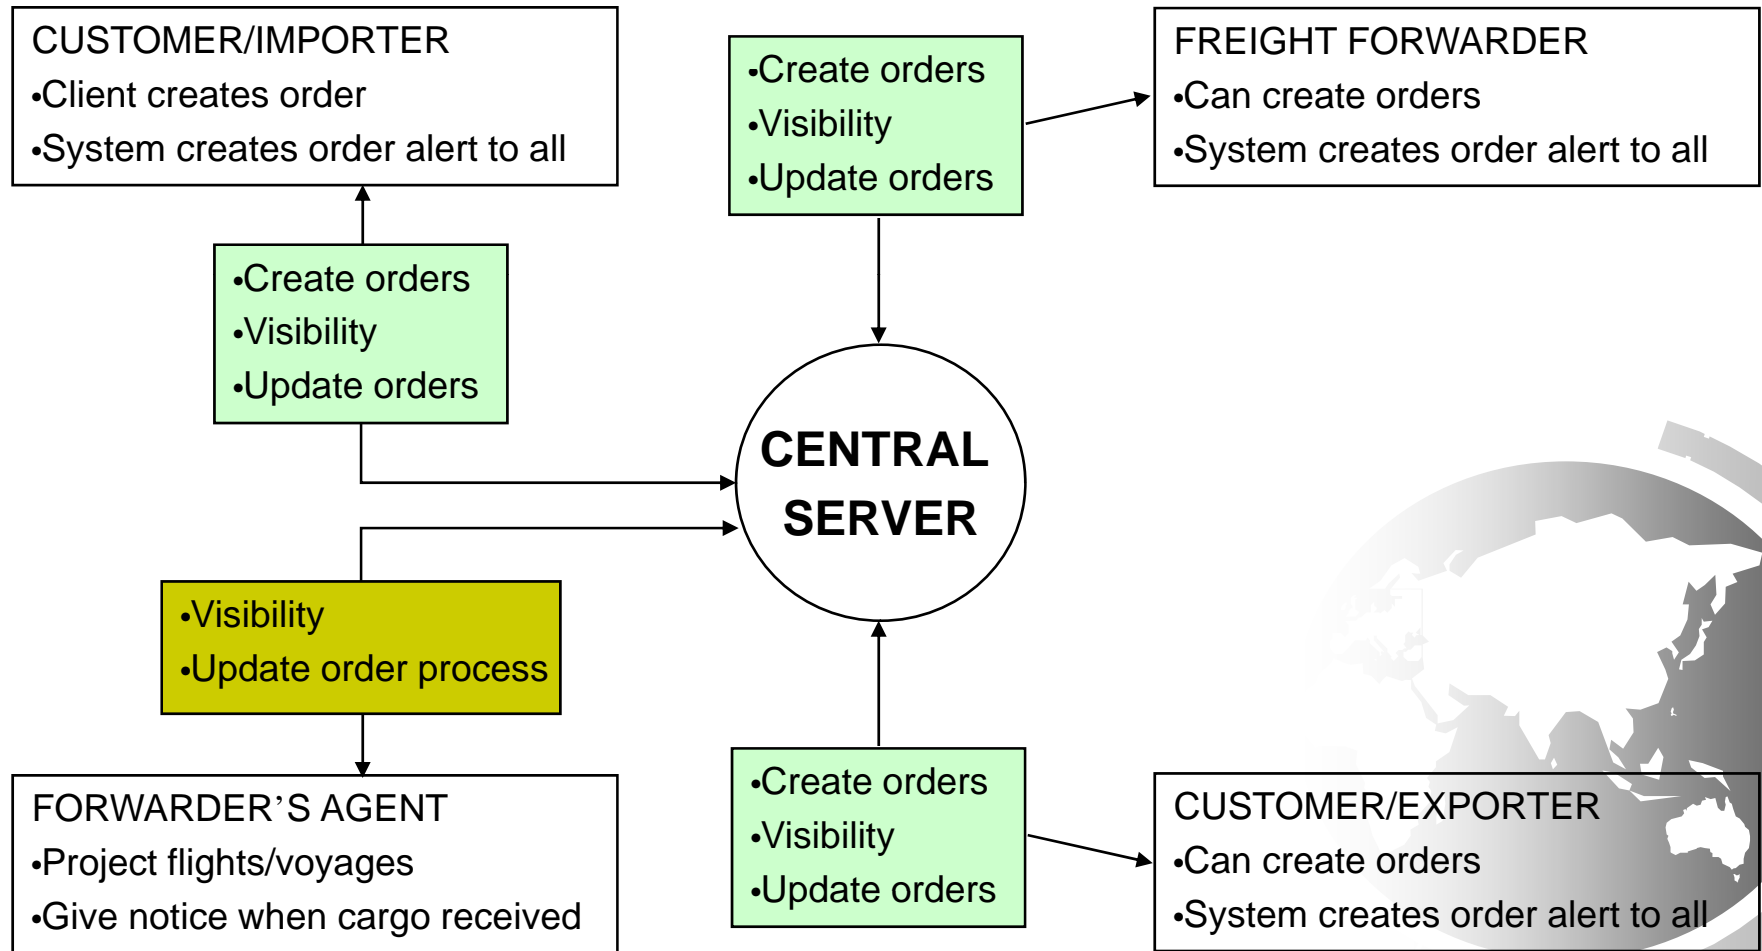 CUSTOMER/IMPORTER
•Client creates order
•System creates order alert to all
•Create orders
•Visibility
•Update orders
FREIGHT FORWARDER
•Can create orders
•System creates order alert to all
•Create orders
•Visibility
•Update orders
CENTRAL
SERVER
•Visibility
•Update order process
FORWARDER’S AGENT
•Project flights/voyages
•Give notice when cargo received
•Create orders
•Visibility
•Update orders
CUSTOMER/EXPORTER
•Can create orders
•System creates order alert to all